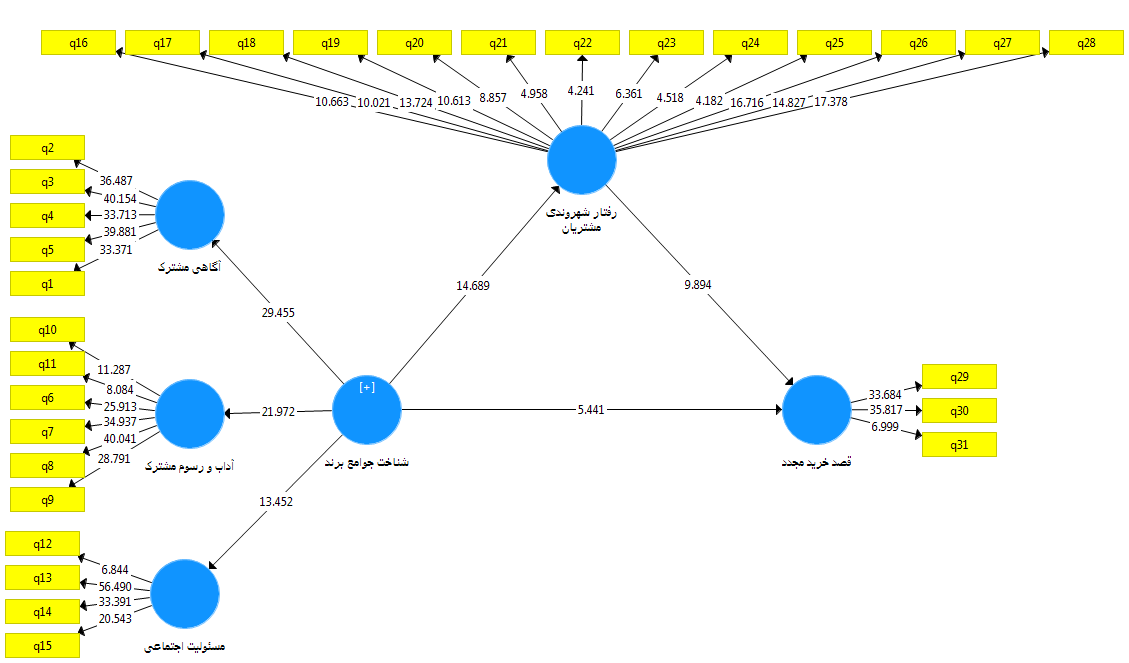 q16 q17 q18 q19 q20 q21 q22 q23 q24 q25 q26 q27 q28
10.663 10.021 13.724 10.613 8.857 4.958 4.241 6.361 4.518 4.182 16.716 14.827 17.378
رفتار شهروندی
مشتریان
q2
q3
q4
q5
q1
36.487
40.154
33.713
39.881
33.371
آگاهی مشترک
29.455
14.689
9.894
q10
q11
q6
q7
q8
q9
11.287
8.084
25.913
34.937
40.041
28.791
آداب و رسوم مشترک
21.972
[+]
شناخت جوامع برند
5.441
q29
q30
q31
33.684
35.817
6.999
قصد خرید مجدد
13.452
q12
q13
q14
q15
6.844
56.490
33.391
20.543
مسئولیت اجتماعی